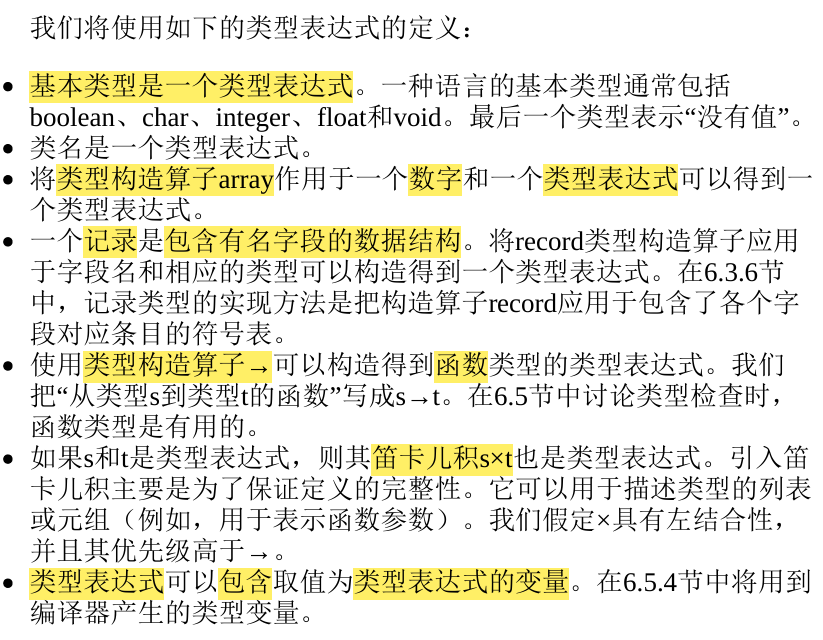 我们将使用如下的类型表达式的定义：
• 基本类型是一个类型表达式。一种语言的基本类型通常包括
boolean、char、integer、float和void。最后一个类型表示“没有值”。
• 类名是一个类型表达式。
• 将类型构造算子array作用于一个数字和一个类型表达式可以得到一
个类型表达式。
• 一个记录是包含有名字段的数据结构。将record类型构造算子应用
于字段名和相应的类型可以构造得到一个类型表达式。在6.3.6节
中，记录类型的实现方法是把构造算子record应用于包含了各个字
段对应条目的符号表。
• 使用类型构造算子→可以构造得到函数类型的类型表达式。我们
把“从类型s到类型t的函数”写成s→t。在6.5节中讨论类型检查时，
函数类型是有用的。
• 如果s和t是类型表达式，则其笛卡儿积s×t也是类型表达式。引入笛
卡儿积主要是为了保证定义的完整性。它可以用于描述类型的列表
或元组（例如，用于表示函数参数）。我们假定×具有左结合性，
并且其优先级高于→。
• 类型表达式可以包含取值为类型表达式的变量。在6.5.4节中将用到
编译器产生的类型变量。